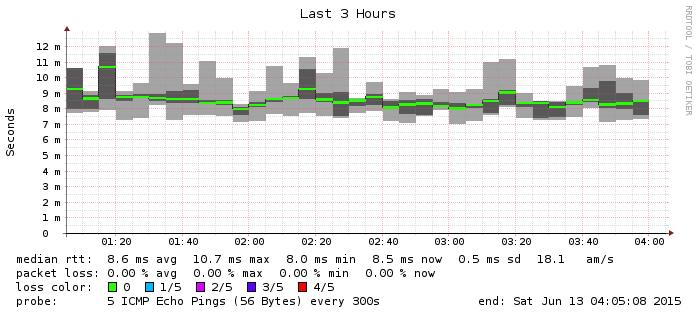 Last 3 Hours
RRDTOOL / TOBI OETIKER
Seconds
12 m
11 m
10 m
9 m
8 m
7 m
6 m
5 m
4 m
3 m
2 m
1 m
0
01:20 01:40 02:00 02:20 02:40 03:00 03:20 03:40 04:00
median rtt: 8.6 ms avg 10.7 ms max 8.0 ms min 8.5 ms now 0.5 ms sd 18.1 am/s
packet loss: 0.00 % avg 0.00 % max 0.00 % min 0.00 % now
loss color: 0 1/5 2/5 3/5 4/5
probe: 5 ICMP Echo Pings (56 Bytes) every 300s end: Sat Jun 13 04:05:08 2015